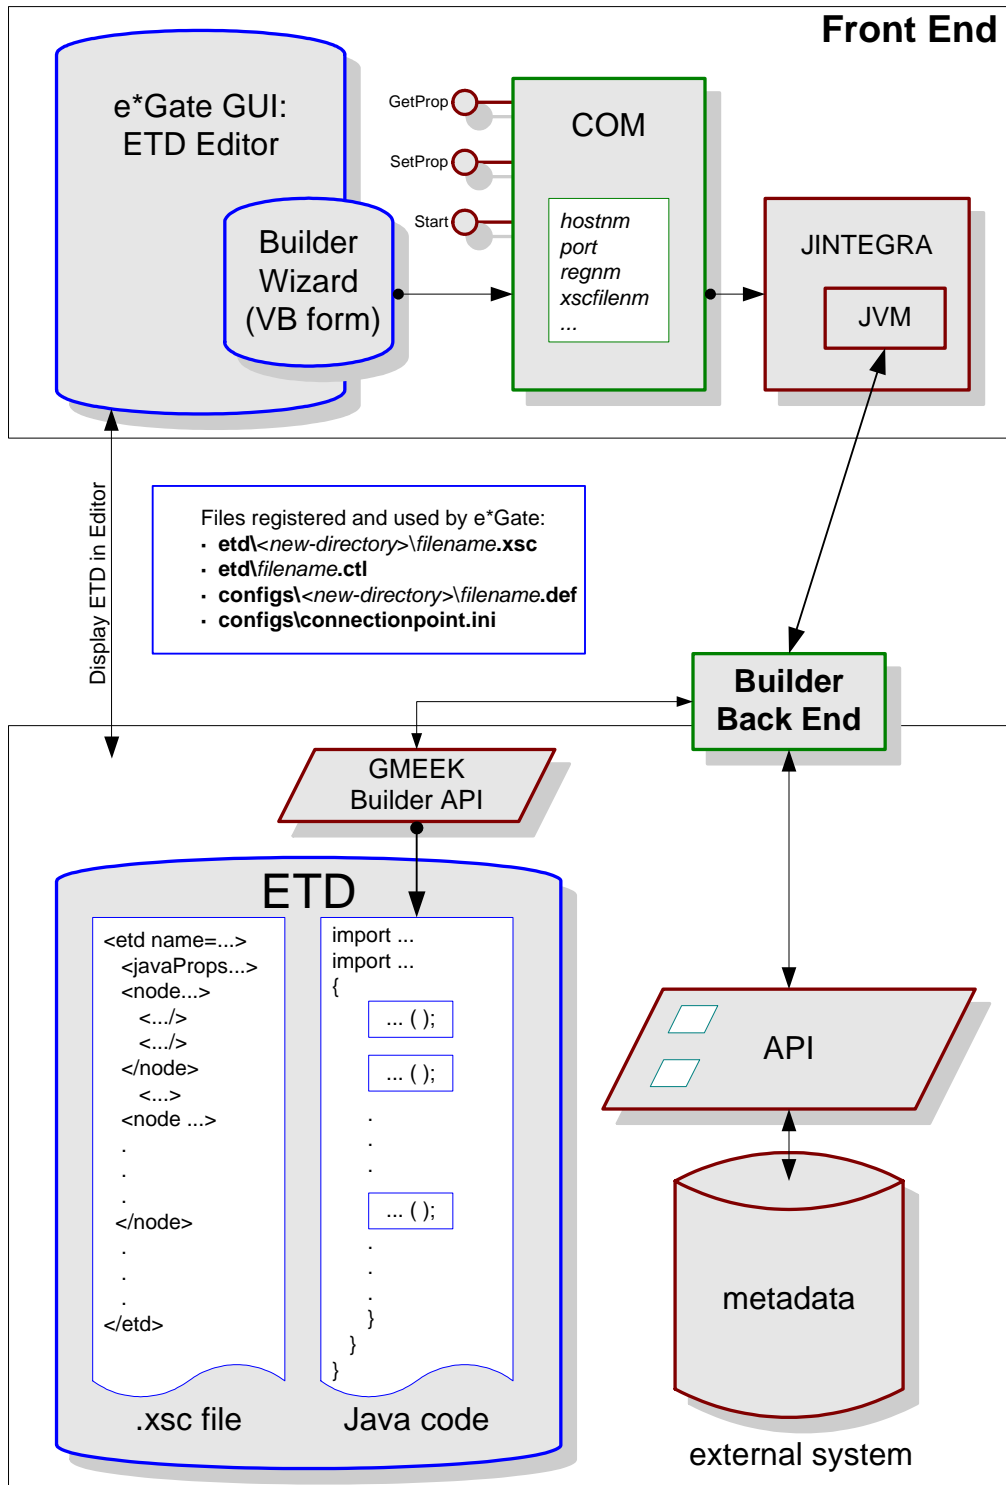 Front End
e*Gate GUI:
ETD Editor
Builder
Wizard
(VB form)
GetProp
SetProp
Start
COM
hostnm
port
regnm
xscfilenm
...
JINTEGRA
JVM
Display ETD in Editor
Files registered and used by e*Gate:
· etd\<new-directory>\filename.xsc
· etd\filename.ctl
· configs\<new-directory>\filename.def
· configs\connectionpoint.ini
Builder
Back End
GMEEK
Builder API
ETD
<etd name=...>
<javaProps...>
<node...>
<.../>
<.../>
</node>
<...>
<node ...>
.
.
.
</node>
.
.
.
</etd>
.xsc file
import ...
import ...
{
... ( );
... ( );
.
.
.
... ( );
.
.
.
}
}
}
Java code
API
metadata
external system